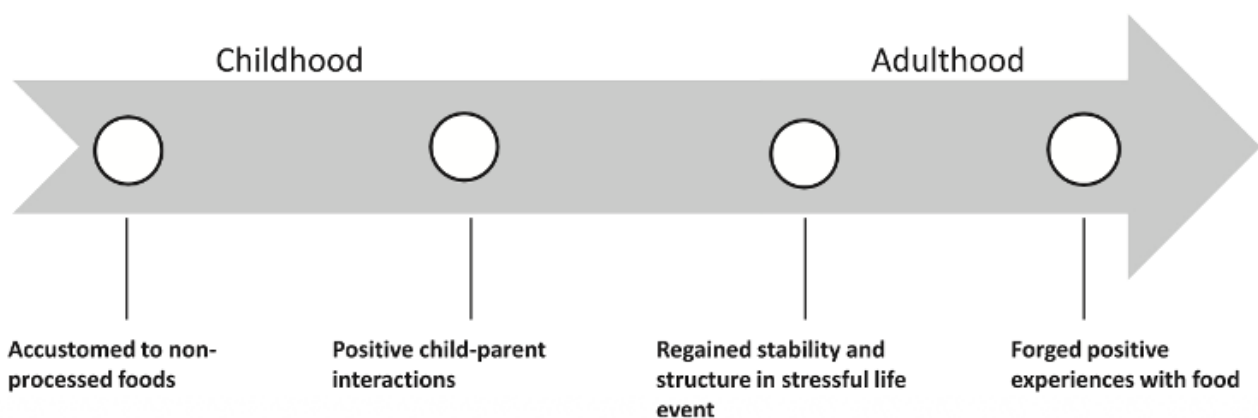 Childhood
Adulthood
Accustomed to non-
processed foods
Positive child-parent
interactions
Regained stability and
structure in stressful life
event
Forged positive
experiences with food